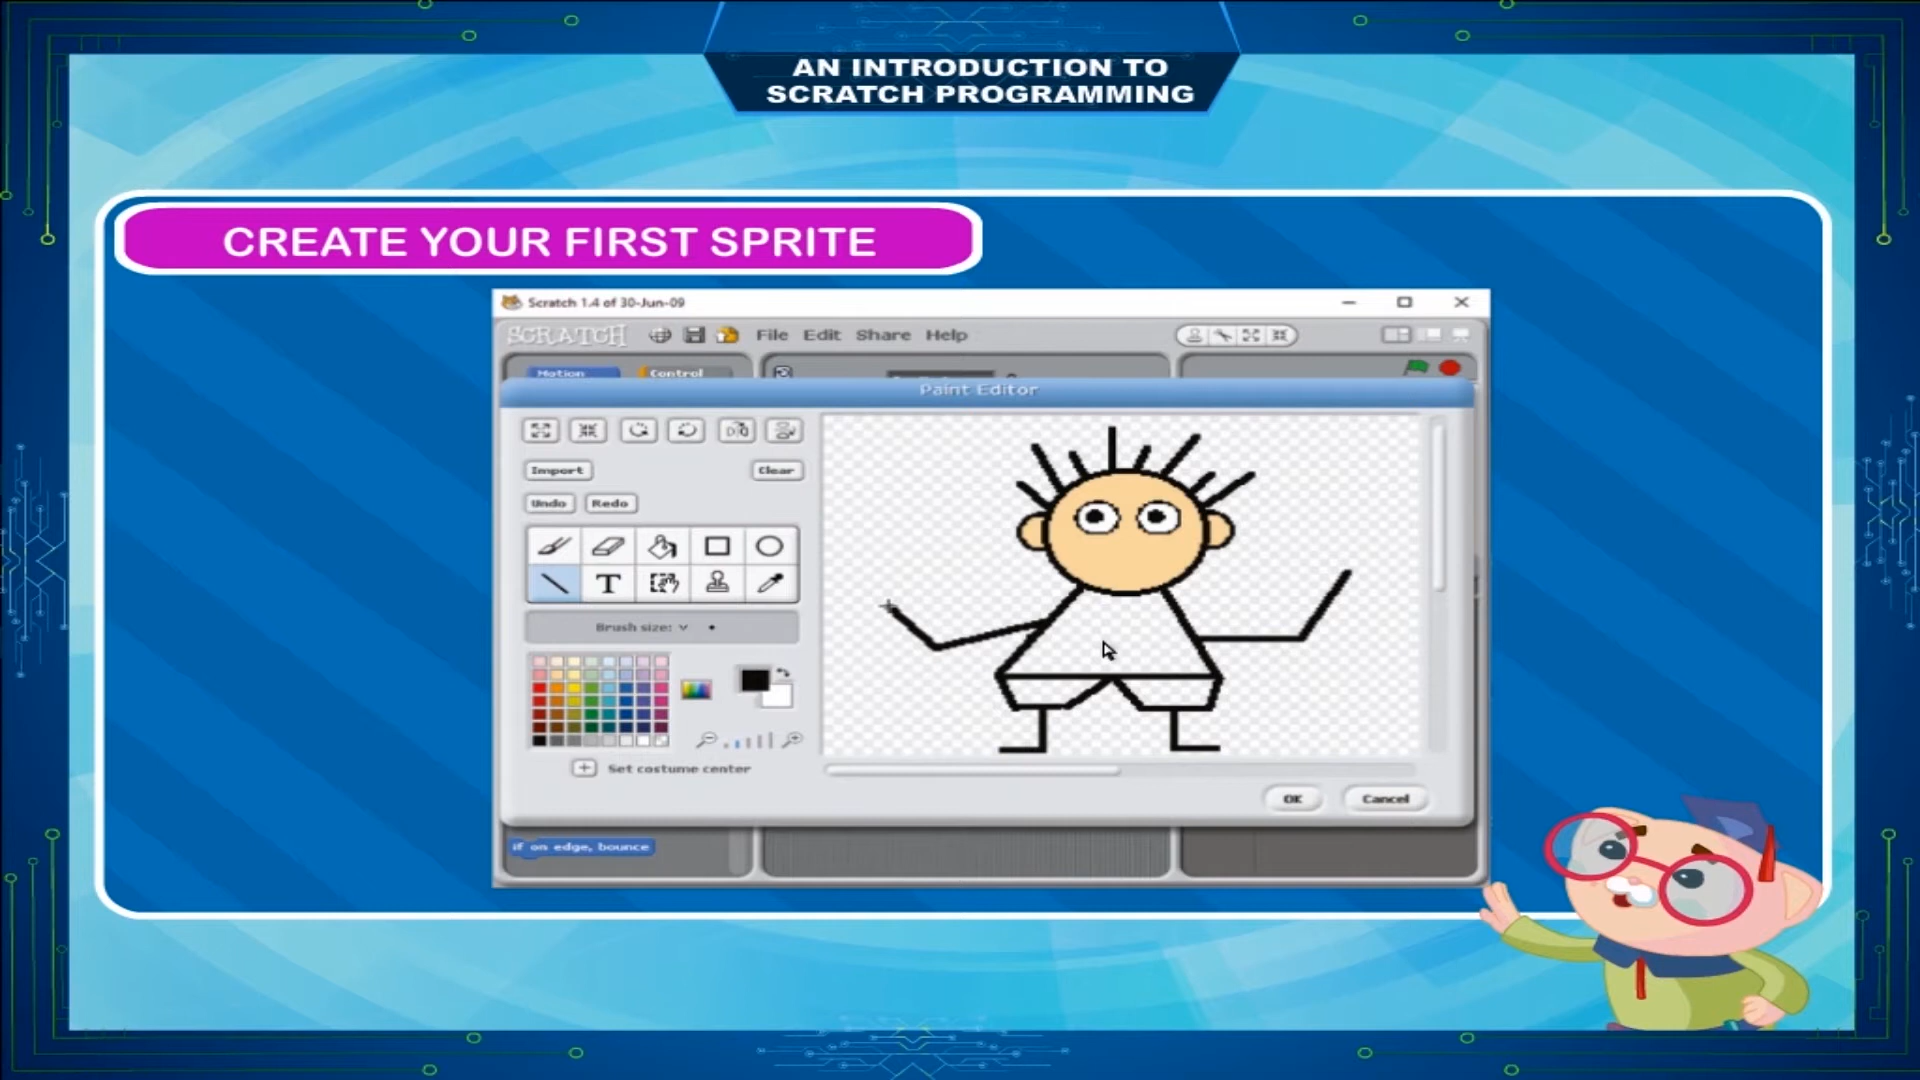 AN INTRODUCTION TO
SCRATCH PROGRAMMING
CREATE YOUR FIRST SPRITE
Scratch 1.4 of 30-Jun-09
SCRATCH
File Edit Share Help
Motion
Control
Paint Editor
Import
Clear
Undo
Redo
T
Brush size:
Set costume center
OK
Cancel
if on edge, bounce